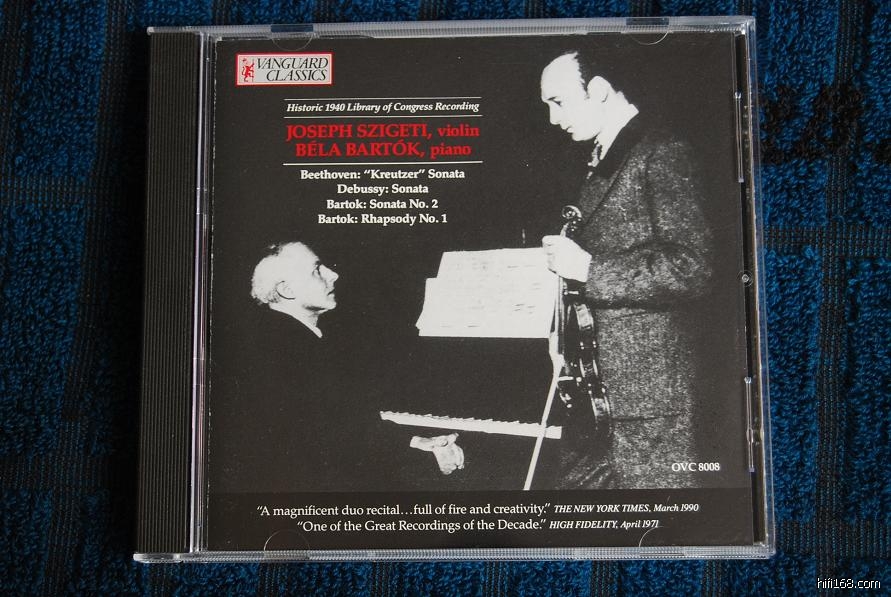 VANGUARD
CLASSICS
Historic 1940 Library of Congress Recording
JOSEPH SZIGETI, violin
BÉLA BARTÓK, piano
Beethoven: “Kreutzer” Sonata
Debussy: Sonata
Bartok: Sonata No. 2
Bartok: Rhapsody No. 1
OVC 8008
“A magnificent duo recital...full of fire and creativity.” THE NEW YORK TIMES, March 1990
“One of the Great Recordings of the Decade.” HIGH FIDELITY, April 1971
hifi168.com